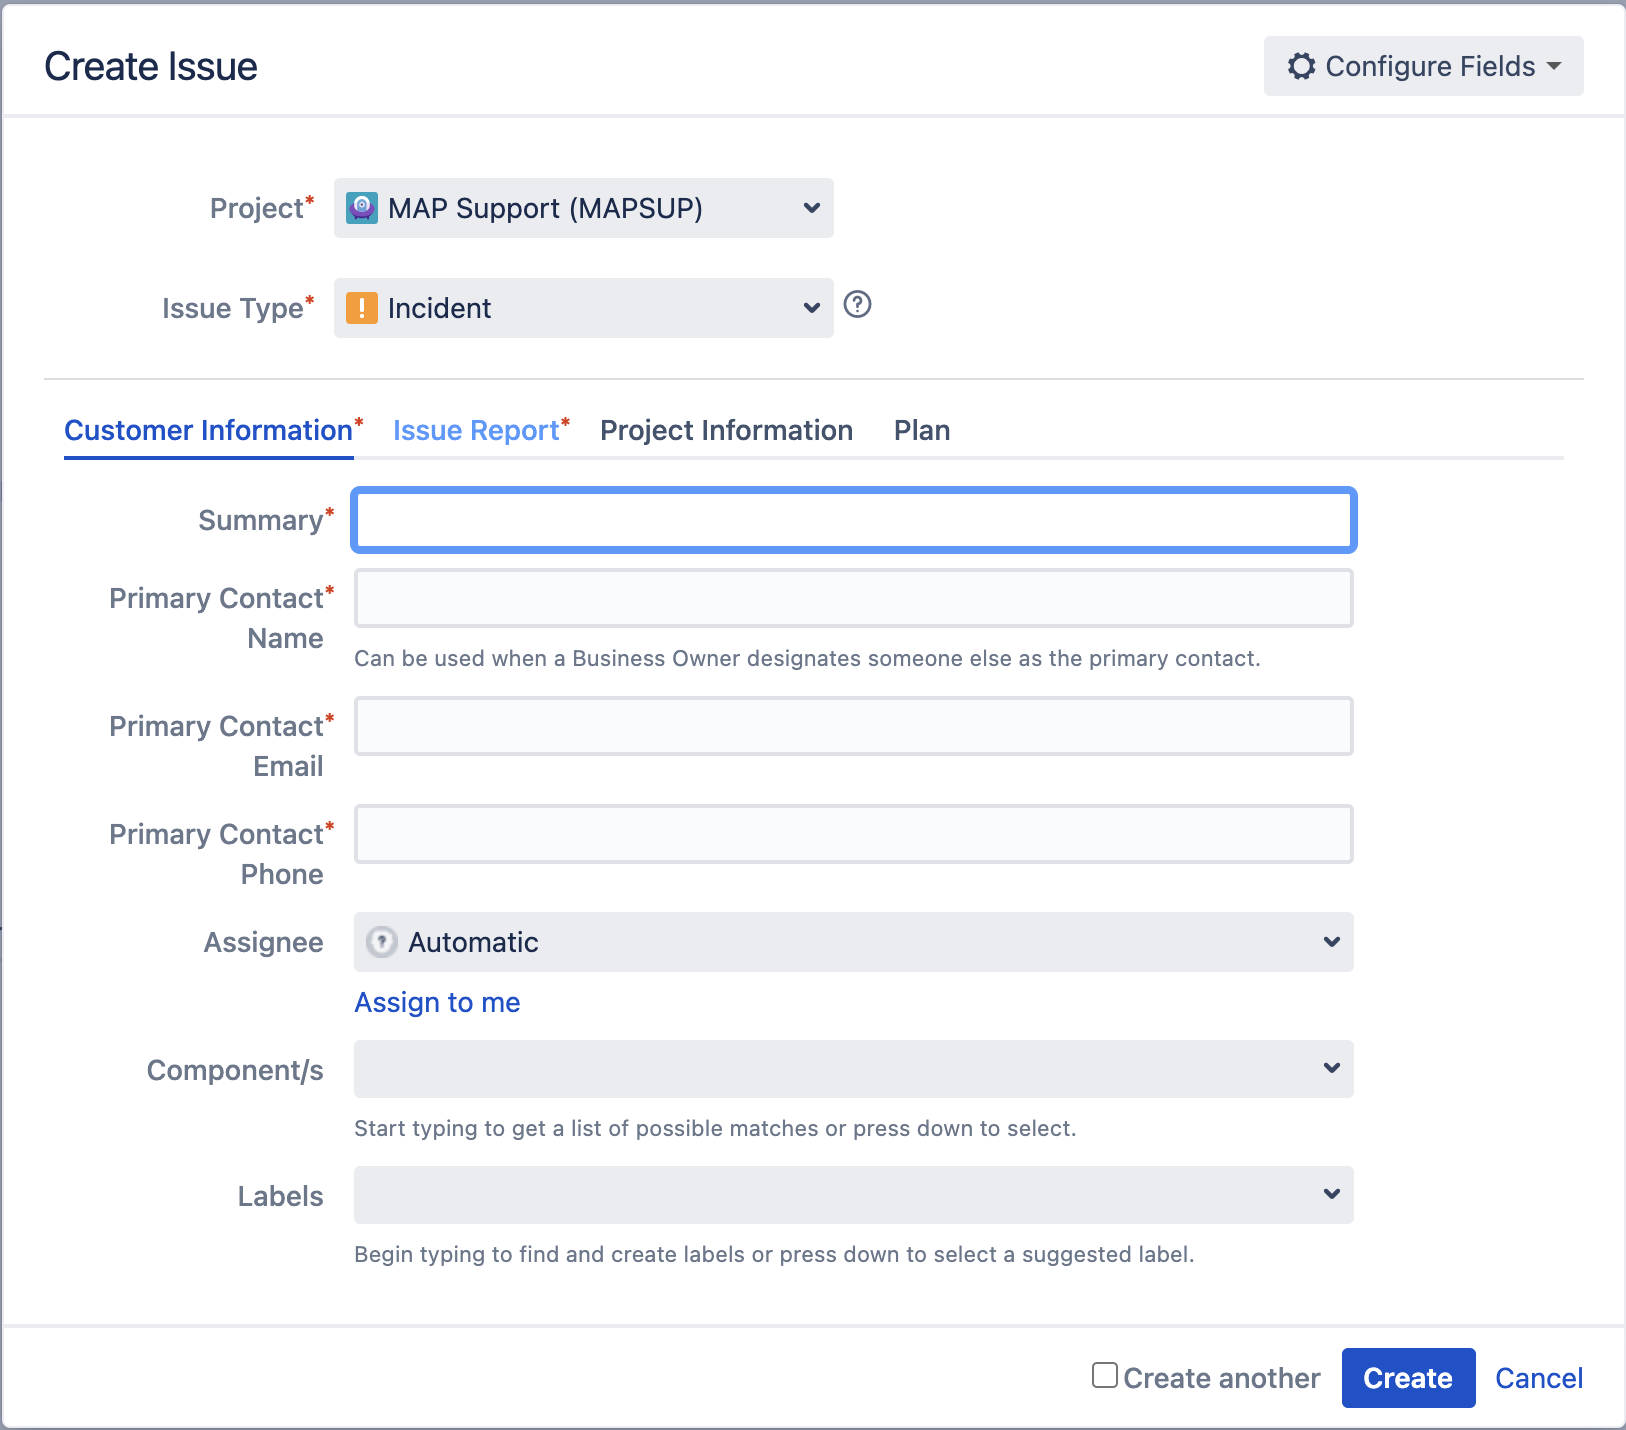 Create Issue
Configure Fields
Project*
MAP Support (MAPSUP)
Issue Type*
Incident
Customer Information* Issue Report* Project Information Plan
Summary*
Primary Contact*
Name
Can be used when a Business Owner designates someone else as the primary contact.
Primary Contact*
Email
Primary Contact*
Phone
Assignee
Automatic
Assign to me
Component/s
Start typing to get a list of possible matches or press down to select.
Labels
Begin typing to find and create labels or press down to select a suggested label.
Create another
Create
Cancel